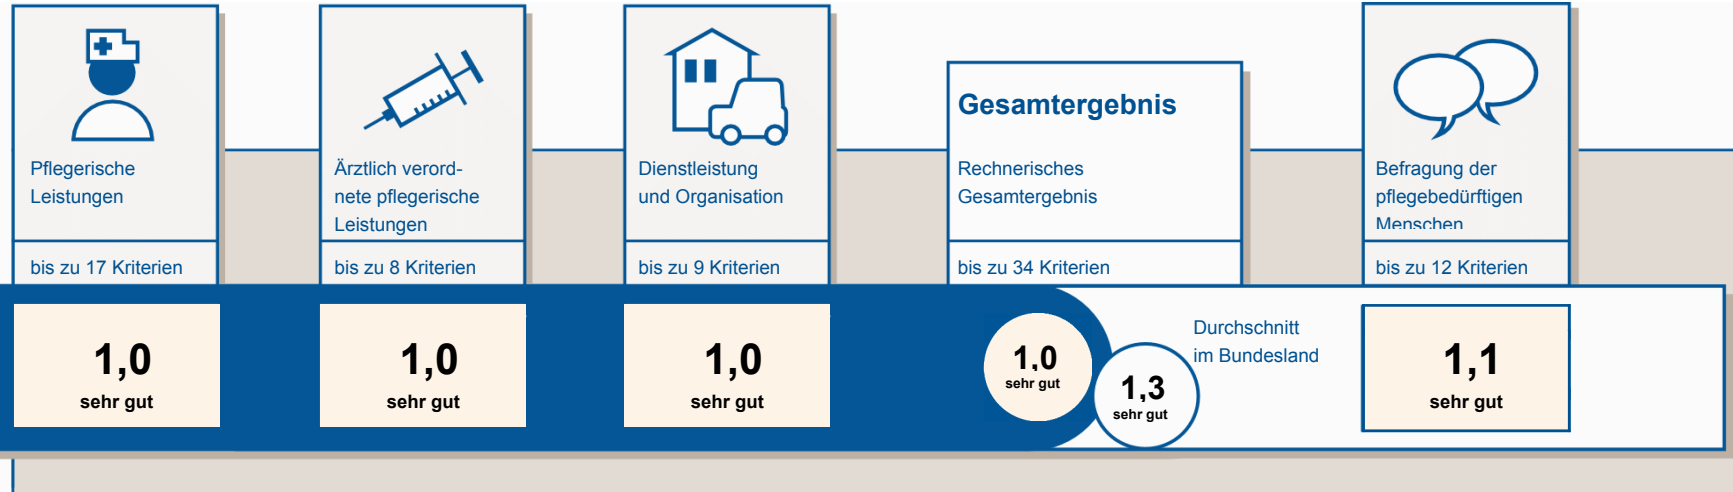 Pflegerische
Leistungen
bis zu 17 Kriterien
1,0
sehr gut
Ärztlich verord-
nete pflegerische
Leistungen
bis zu 8 Kriterien
1,0
sehr gut
Dienstleistung
und Organisation
bis zu 9 Kriterien
1,0
sehr gut
Gesamtergebnis
Rechnerisches
Gesamtergebnis
bis zu 34 Kriterien
1,0
sehr gut
1,3
sehr gut
Durchschnitt
im Bundesland
Befragung der
pflegebedürftigen
Menschen
bis zu 12 Kriterien
1,1
sehr gut